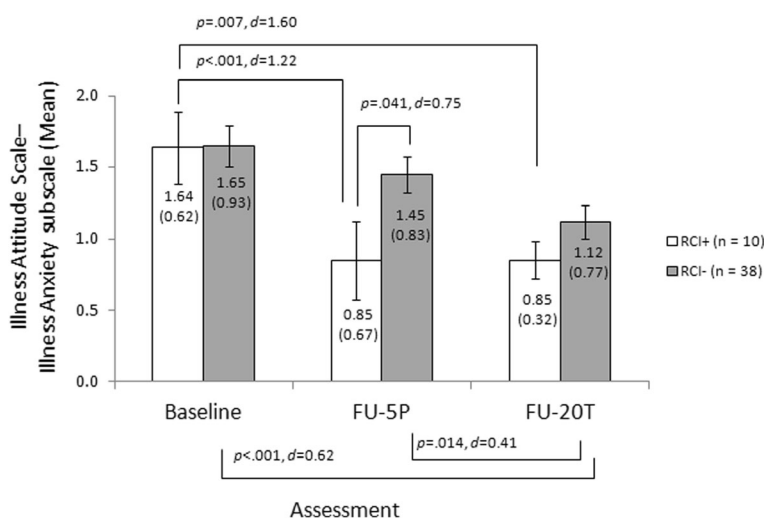 p=.007, d=1.60
p<.001, d=1.22
p=.041, d=0.75
Illness Attitude Scale–
Illness Anxiety subscale (Mean)
2.0
1.5
1.0
0.5
0.0
1.64
(0.62)
1.65
(0.93)
0.85
(0.67)
1.45
(0.83)
0.85
(0.32)
1.12
(0.77)
RCI+ (n = 10)
RCI- (n = 38)
Baseline
FU-5P
FU-20T
p<.001, d=0.62
p=.014, d=0.41
Assessment